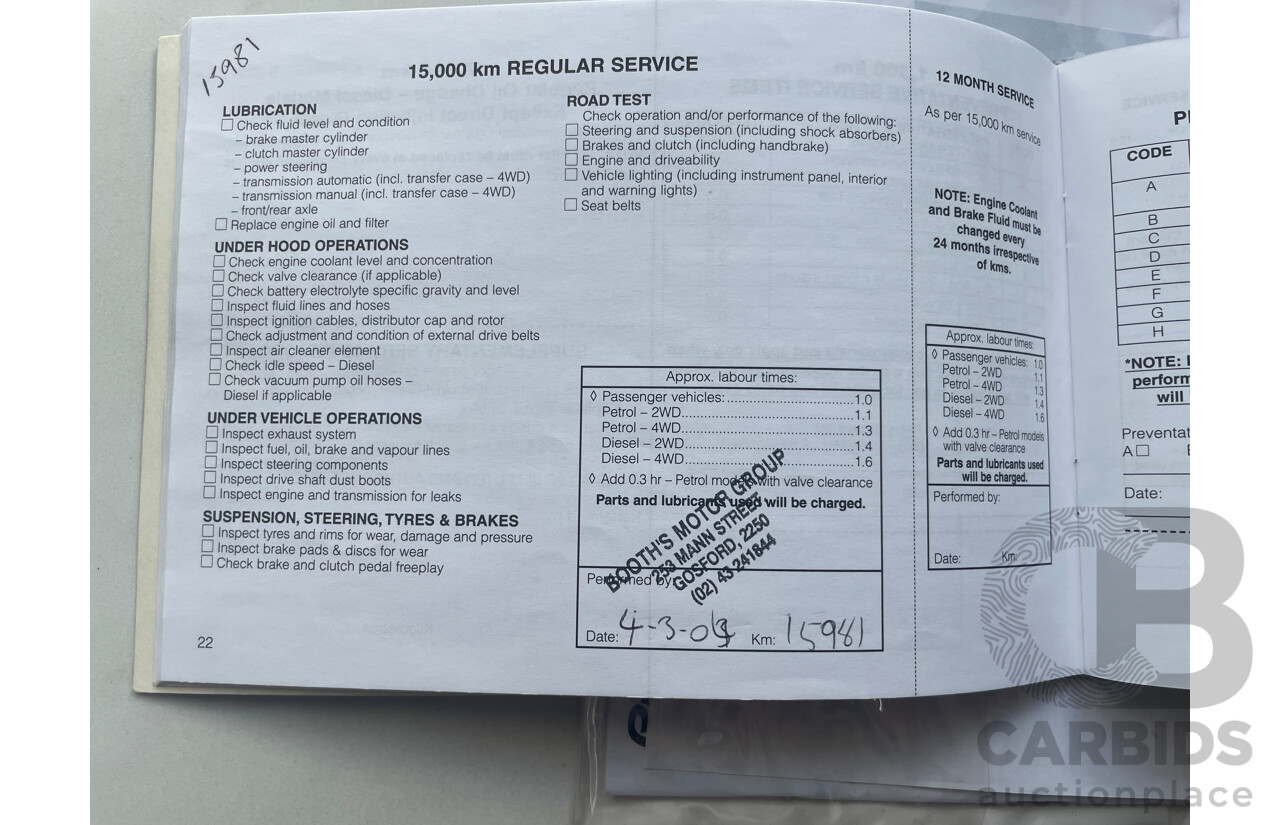 15981
15,000 km REGULAR SERVICE
LUBRICATION
Check fluid level and condition
– brake master cylinder
– clutch master cylinder
– power steering
– transmission automatic (incl. transfer case – 4WD)
– transmission manual (incl. transfer case – 4WD)
– front/rear axle
Replace engine oil and filter
UNDER HOOD OPERATIONS
Check engine coolant level and concentration
Check valve clearance (if applicable)
Check battery electrolyte specific gravity and level
Inspect fluid lines and hoses
Inspect ignition cables, distributor cap and rotor
Check adjustment and condition of external drive belts
Inspect air cleaner element
Check idle speed – Diesel
Check vacuum pump oil hoses –
Diesel if applicable
UNDER VEHICLE OPERATIONS
Inspect exhaust system
Inspect fuel, oil, brake and vapour lines
Inspect steering components
Inspect drive shaft dust boots
Inspect engine and transmission for leaks
SUSPENSION, STEERING, TYRES & BRAKES
Inspect tyres and rims for wear, damage and pressure
Inspect brake pads & discs for wear
Check brake and clutch pedal freeplay
22
ROAD TEST
Check operation and/or performance of the following:
Steering and suspension (including shock absorbers)
Brakes and clutch (including handbrake)
Engine and driveability
Vehicle lighting (including instrument panel, interior
and warning lights)
Seat belts
Approx. labour times:
◊ Passenger vehicles:..............................1.0
Petrol – 2WD........................................1.1
Petrol – 4WD........................................1.3
Diesel – 2WD........................................1.4
Diesel – 4WD........................................1.6
◊ Add 0.3 hr – Petrol models with valve clearance
Parts and lubricants used will be charged.
BOOTH'S MOTOR GROUP
253 MANN STREET
GOSFORD, 2250
(02) 43 241844
Performed by:
Date: 4-3-03 Km: 15981
12 MONTH SERVICE
As per 15,000 km service
NOTE: Engine Coolant
and Brake Fluid must be
changed every
24 months irrespective
of kms.
Approx. labour times:
◊ Passenger vehicles: 1.0
Petrol – 2WD 1.1
Petrol – 4WD 1.3
Diesel – 2WD 1.4
Diesel – 4WD 1.6
◊ Add 0.3 hr – Petrol models
with valve clearance
Parts and lubricants used
will be charged.
Performed by:
Date: Km:
CODE
A
B
C
D
E
F
G
H
*NOTE:
perform
will
Preventat
A
Date:
CB
CARBIDS
auctionplace